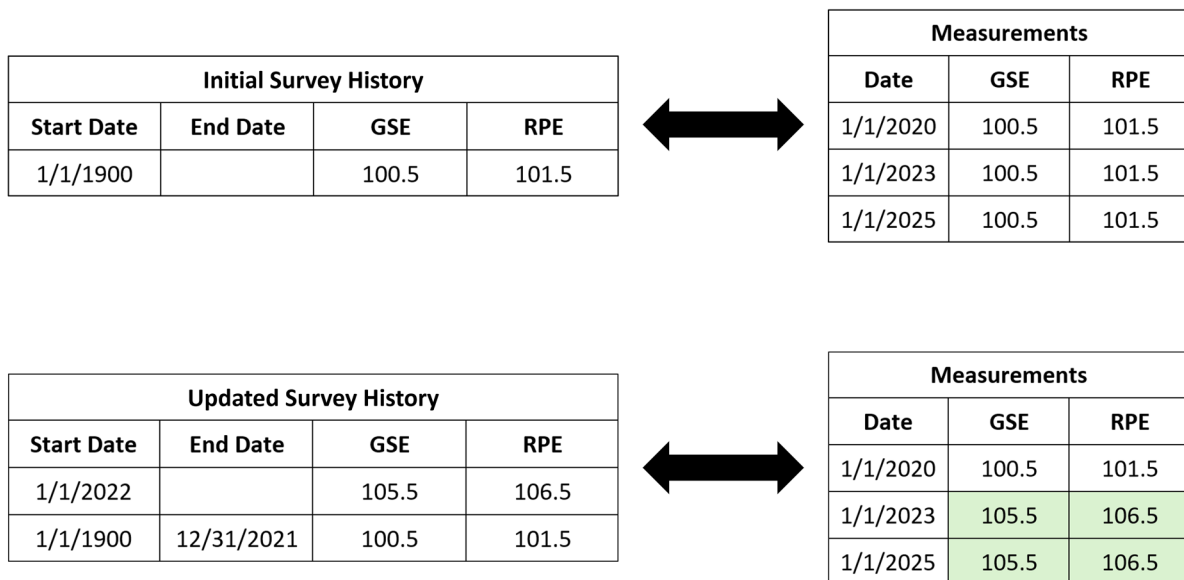 Initial Survey History
Start Date End Date GSE RPE
1/1/1900 100.5 101.5
Measurements
Date GSE RPE
1/1/2020 100.5 101.5
1/1/2023 100.5 101.5
1/1/2025 100.5 101.5
Updated Survey History
Start Date End Date GSE RPE
1/1/2022 105.5 106.5
1/1/1900 12/31/2021 100.5 101.5
Measurements
Date GSE RPE
1/1/2020 100.5 101.5
1/1/2023 105.5 106.5
1/1/2025 105.5 106.5